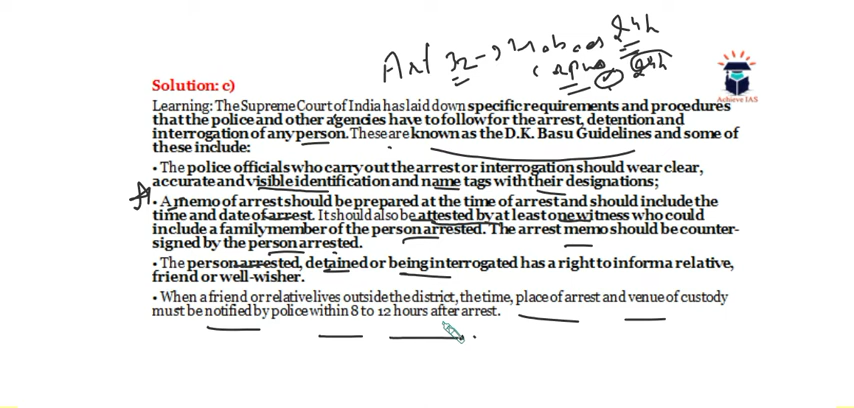 Art 32 → Habeas 24h
Corpus 24h
Achieve IAS
Solution: c)
Learning: The Supreme Court of India has laid down specific requirements and procedures
that the police and other agencies have to follow for the arrest, detention and
interrogation of any person. These are known as the D.K. Basu Guidelines and some of
these include:
• The police officials who carry out the arrest or interrogation should wear clear,
accurate and visible identification and name tags with their designations;
• A memo of arrest should be prepared at the time of arrest and should include the
time and date of arrest. It should also be attested by at least one witness who could
include a family member of the person arrested. The arrest memo should be counter-
signed by the person arrested.
• The person arrested, detained or being interrogated has a right to inform a relative,
friend or well-wisher.
• When a friend or relative lives outside the district, the time, place of arrest and venue of custody
must be notified by police within 8 to 12 hours after arrest.